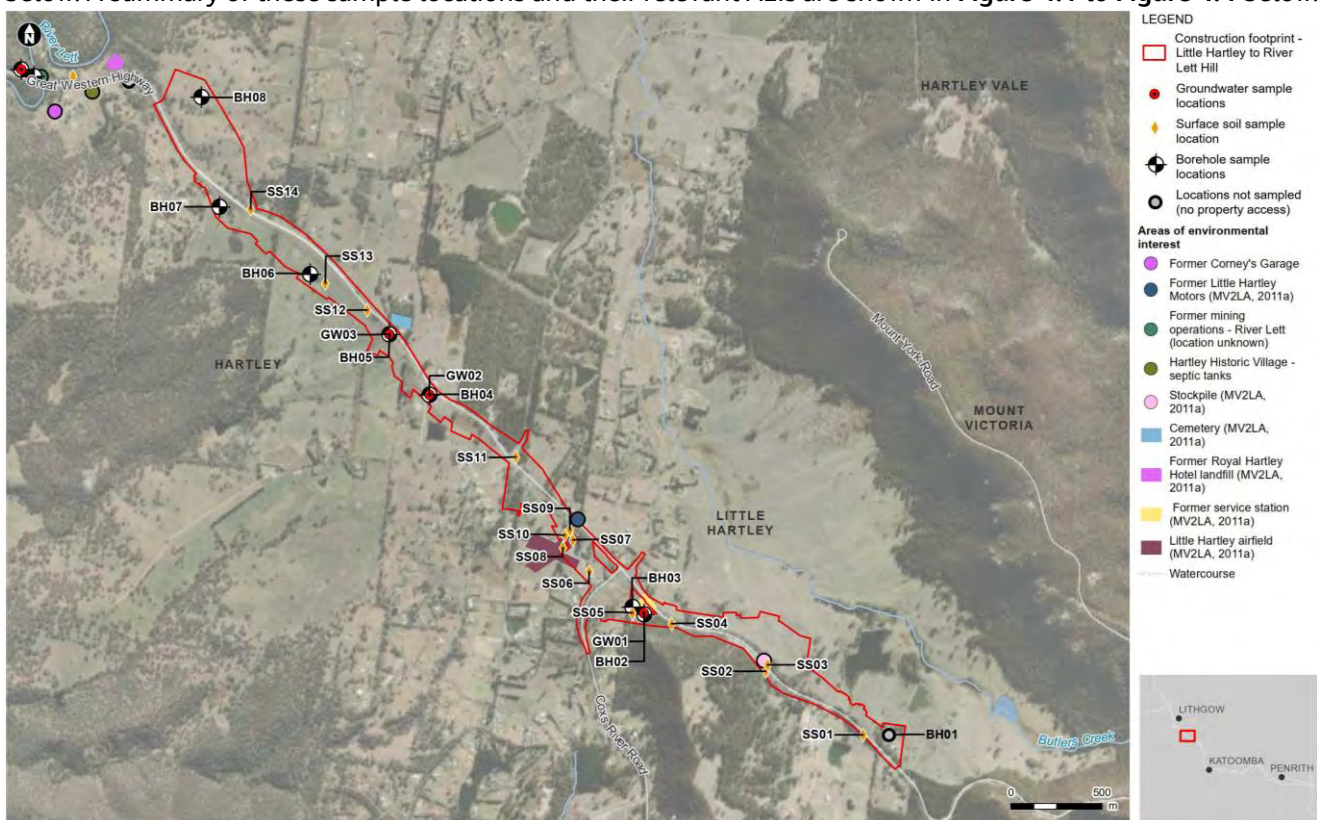 below. A summary of these sample locations and their relevant AEIs are shown in Figure 4.1 to Figure 4.4 below.
N
River Lett
Great Western Highway
BH08
HARTLEY VALE
SS14
BH07
SS13
BH06
SS12
GW03
BH05
HARTLEY
GW02
BH04
Mount York Road
MOUNT
VICTORIA
SS11
SS09
SS10
SS07
SS08
LITTLE
HARTLEY
SS06
BH03
SS05
SS04
GW01
BH02
SS03
SS02
SS01
BH01
Coxs River Road
Butlers Creek
0
500
m
LEGEND
Construction footprint -
Little Hartley to River
Lett Hill
Groundwater sample
locations
Surface soil sample
location
Borehole sample
locations
Locations not sampled
(no property access)
Areas of environmental
interest
Former Corney's Garage
Former Little Hartley
Motors (MV2LA, 2011a)
Former mining
operations - River Lett
(location unknown)
Hartley Historic Village -
septic tanks
Stockpile (MV2LA,
2011a)
Cemetery (MV2LA,
2011a)
Former Royal Hartley
Hotel landfill (MV2LA,
2011a)
Former service station
(MV2LA, 2011a)
Little Hartley airfield
(MV2LA, 2011a)
Watercourse
LITHGOW
KATOOMBA
PENRITH